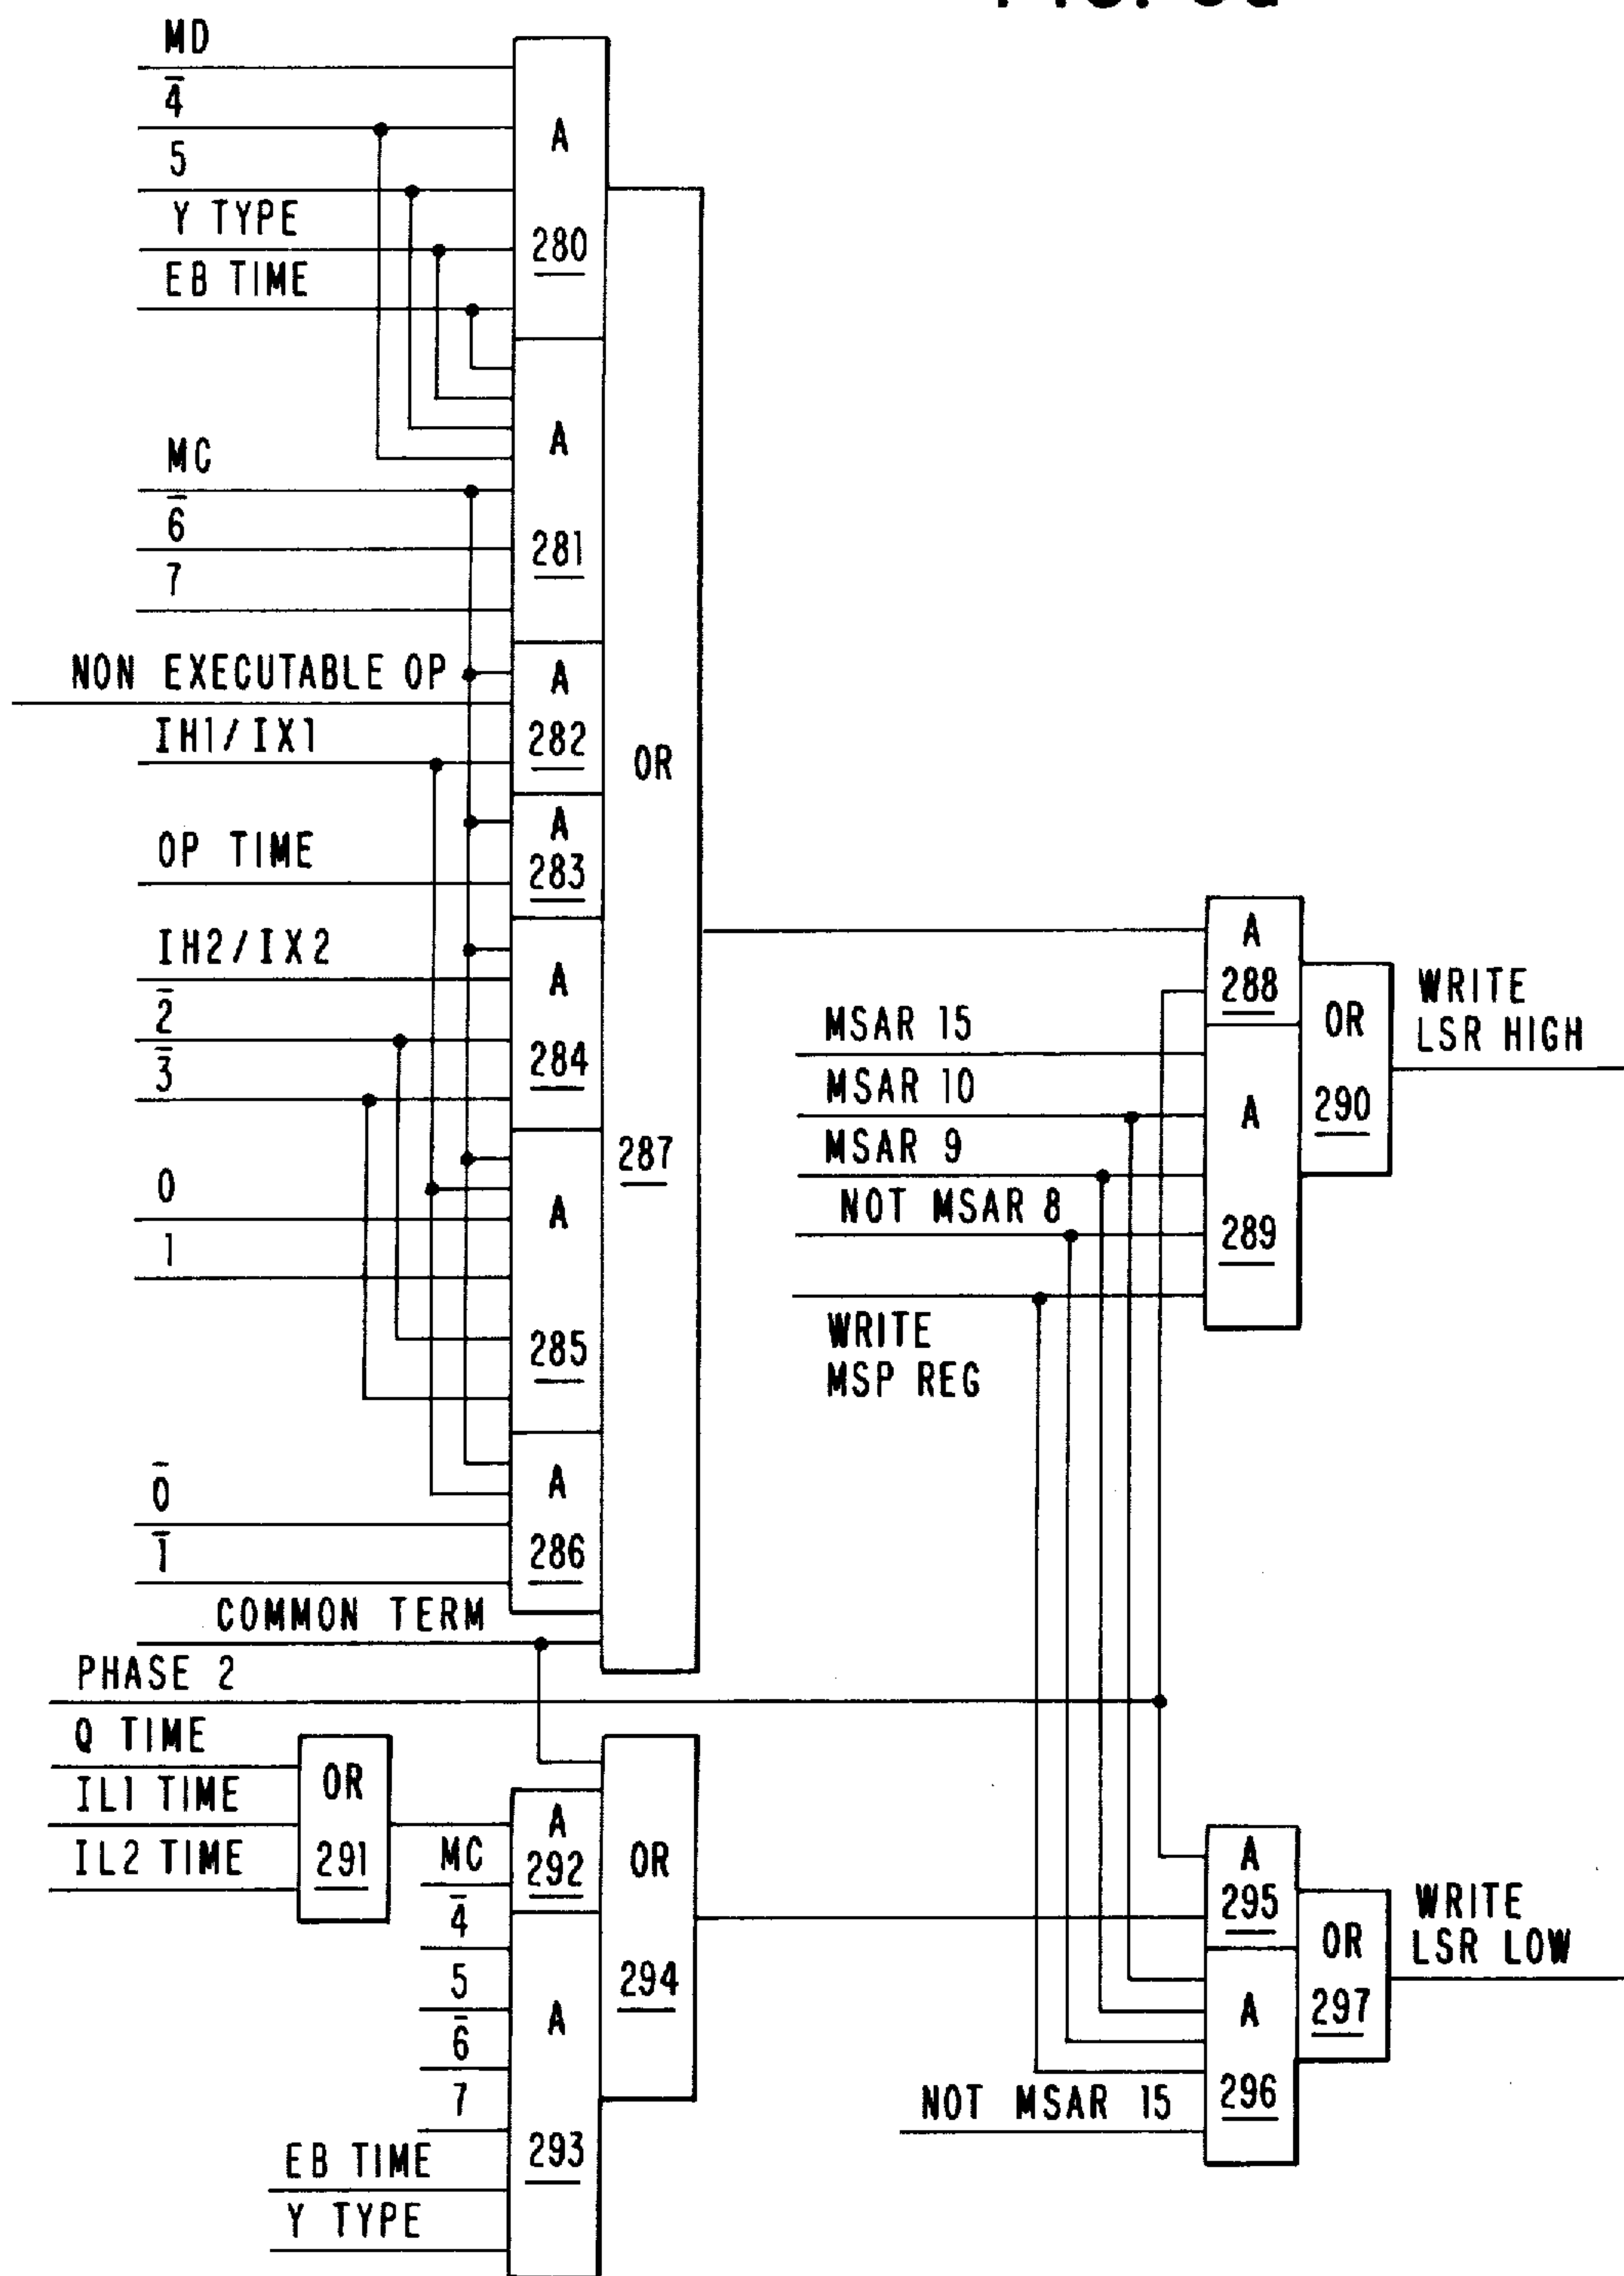 MD
4̅
A
5
Y TYPE
280
EB TIME
A
MC
6̅
281
7
NON EXECUTABLE OP
A
IH1/IX1
282
OR
A
OP TIME
283
IH2/IX2
A
A
2̅
288
WRITE
LSR HIGH
MSAR 15
OR
3̅
284
MSAR 10
A
290
287
MSAR 9
0
A
NOT MSAR 8
289
1
285
WRITE
MSP REG
0̅
A
1̅
286
COMMON TERM
PHASE 2
Q TIME
OR
IL1 TIME
A
MC
292
OR
A
IL2 TIME
291
295
WRITE
LSR LOW
4̅
OR
5
294
A
297
6̅
A
7
NOT MSAR 15
296
EB TIME
293
Y TYPE